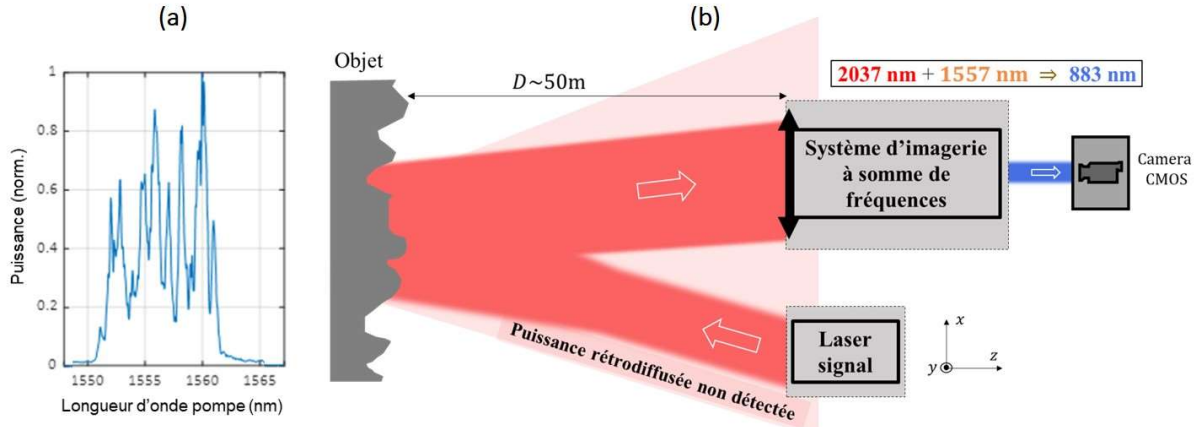 (a)
Puissance (norm.)
1
0.8
0.6
0.4
0.2
0
1550
1555
1560
1565
Longueur d'onde pompe (nm)
(b)
Objet
D~50m
2037 nm + 1557 nm ⇒ 883 nm
Système d'imagerie
à somme de
fréquences
Camera
CMOS
Puissance rétrodiffusée non détectée
Laser
signal
x
y
z